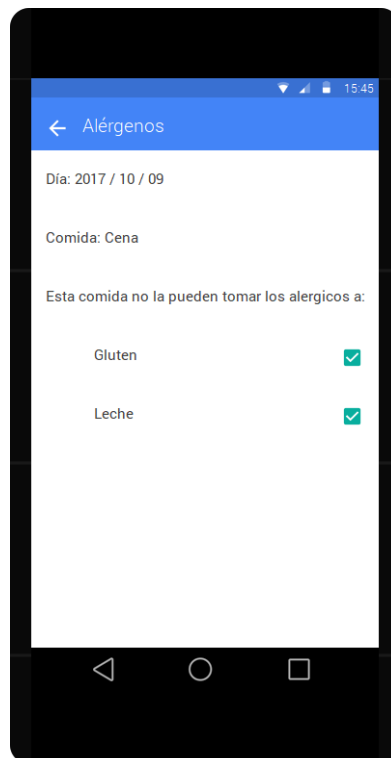 15:45
Alérgenos
Día: 2017 / 10 / 09
Comida: Cena
Esta comida no la pueden tomar los alergicos a:
Gluten
Leche